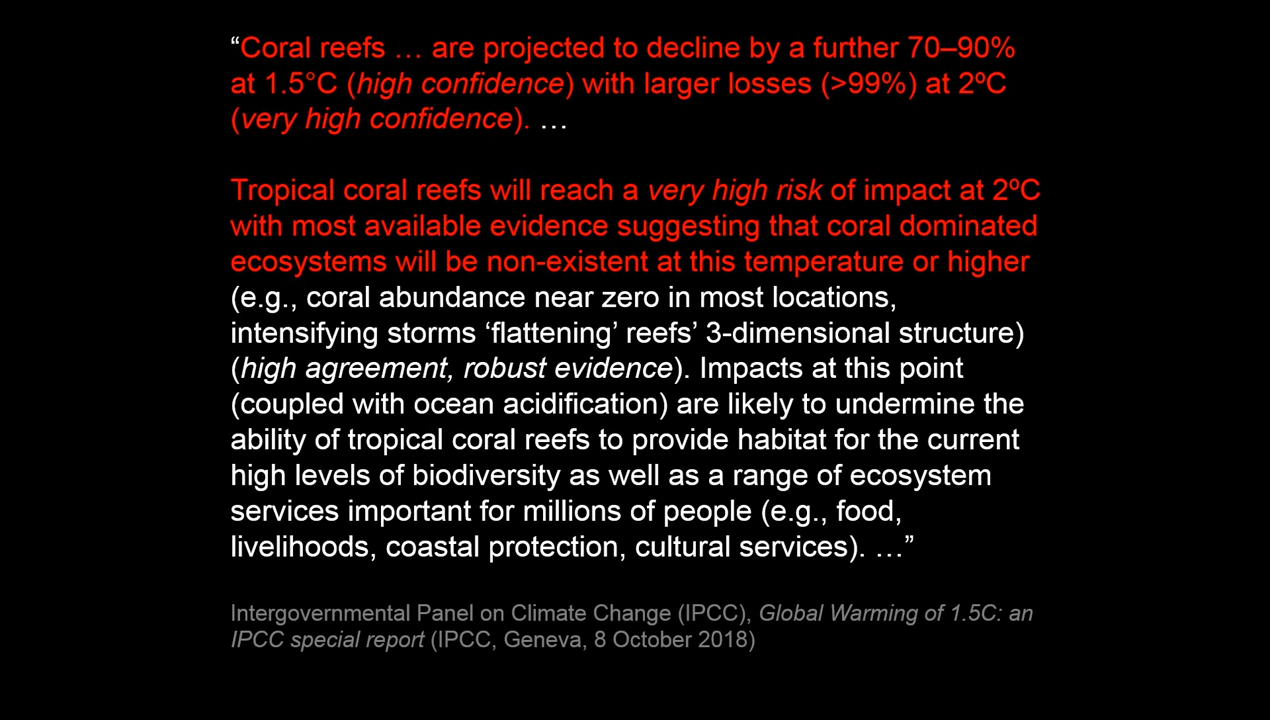 “Coral reefs … are projected to decline by a further 70–90%
at 1.5°C (high confidence) with larger losses (>99%) at 2ºC
(very high confidence). …
Tropical coral reefs will reach a very high risk of impact at 2ºC
with most available evidence suggesting that coral dominated
ecosystems will be non-existent at this temperature or higher
(e.g., coral abundance near zero in most locations,
intensifying storms ‘flattening’ reefs’ 3-dimensional structure)
(high agreement, robust evidence). Impacts at this point
(coupled with ocean acidification) are likely to undermine the
ability of tropical coral reefs to provide habitat for the current
high levels of biodiversity as well as a range of ecosystem
services important for millions of people (e.g., food,
livelihoods, coastal protection, cultural services). …”
Intergovernmental Panel on Climate Change (IPCC), Global Warming of 1.5C: an
IPCC special report (IPCC, Geneva, 8 October 2018)